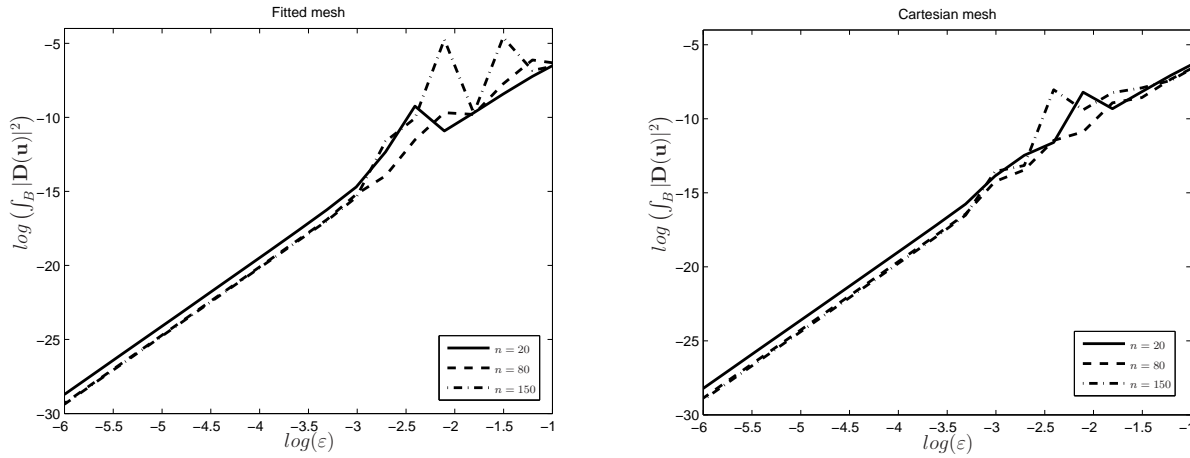 Fitted mesh
−5
−10
−15
−20
−25
−30
log (∫_B |D(u)|²)
−6 −5.5 −5 −4.5 −4 −3.5 −3 −2.5 −2 −1.5 −1
log(ε)
n = 20
n = 80
n = 150
Cartesian mesh
−5
−10
−15
−20
−25
−30
log (∫_B |D(u)|²)
−6 −5.5 −5 −4.5 −4 −3.5 −3 −2.5 −2 −1.5 −1
log(ε)
n = 20
n = 80
n = 150